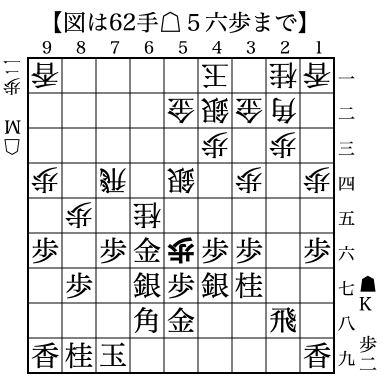 【図は62手☖５六歩まで】
9 8 7 6 5 4 3 2 1
香 王 桂 香 一
金 銀 金 角 二
歩 歩 三
歩 飛 銀 歩 歩 四
歩 桂 五
歩 歩 金 歩 歩 歩 歩 六
歩 銀 歩 銀 桂 七
角 金 飛 八
香 桂 玉 香 九
☖M 歩二
☗K 歩二